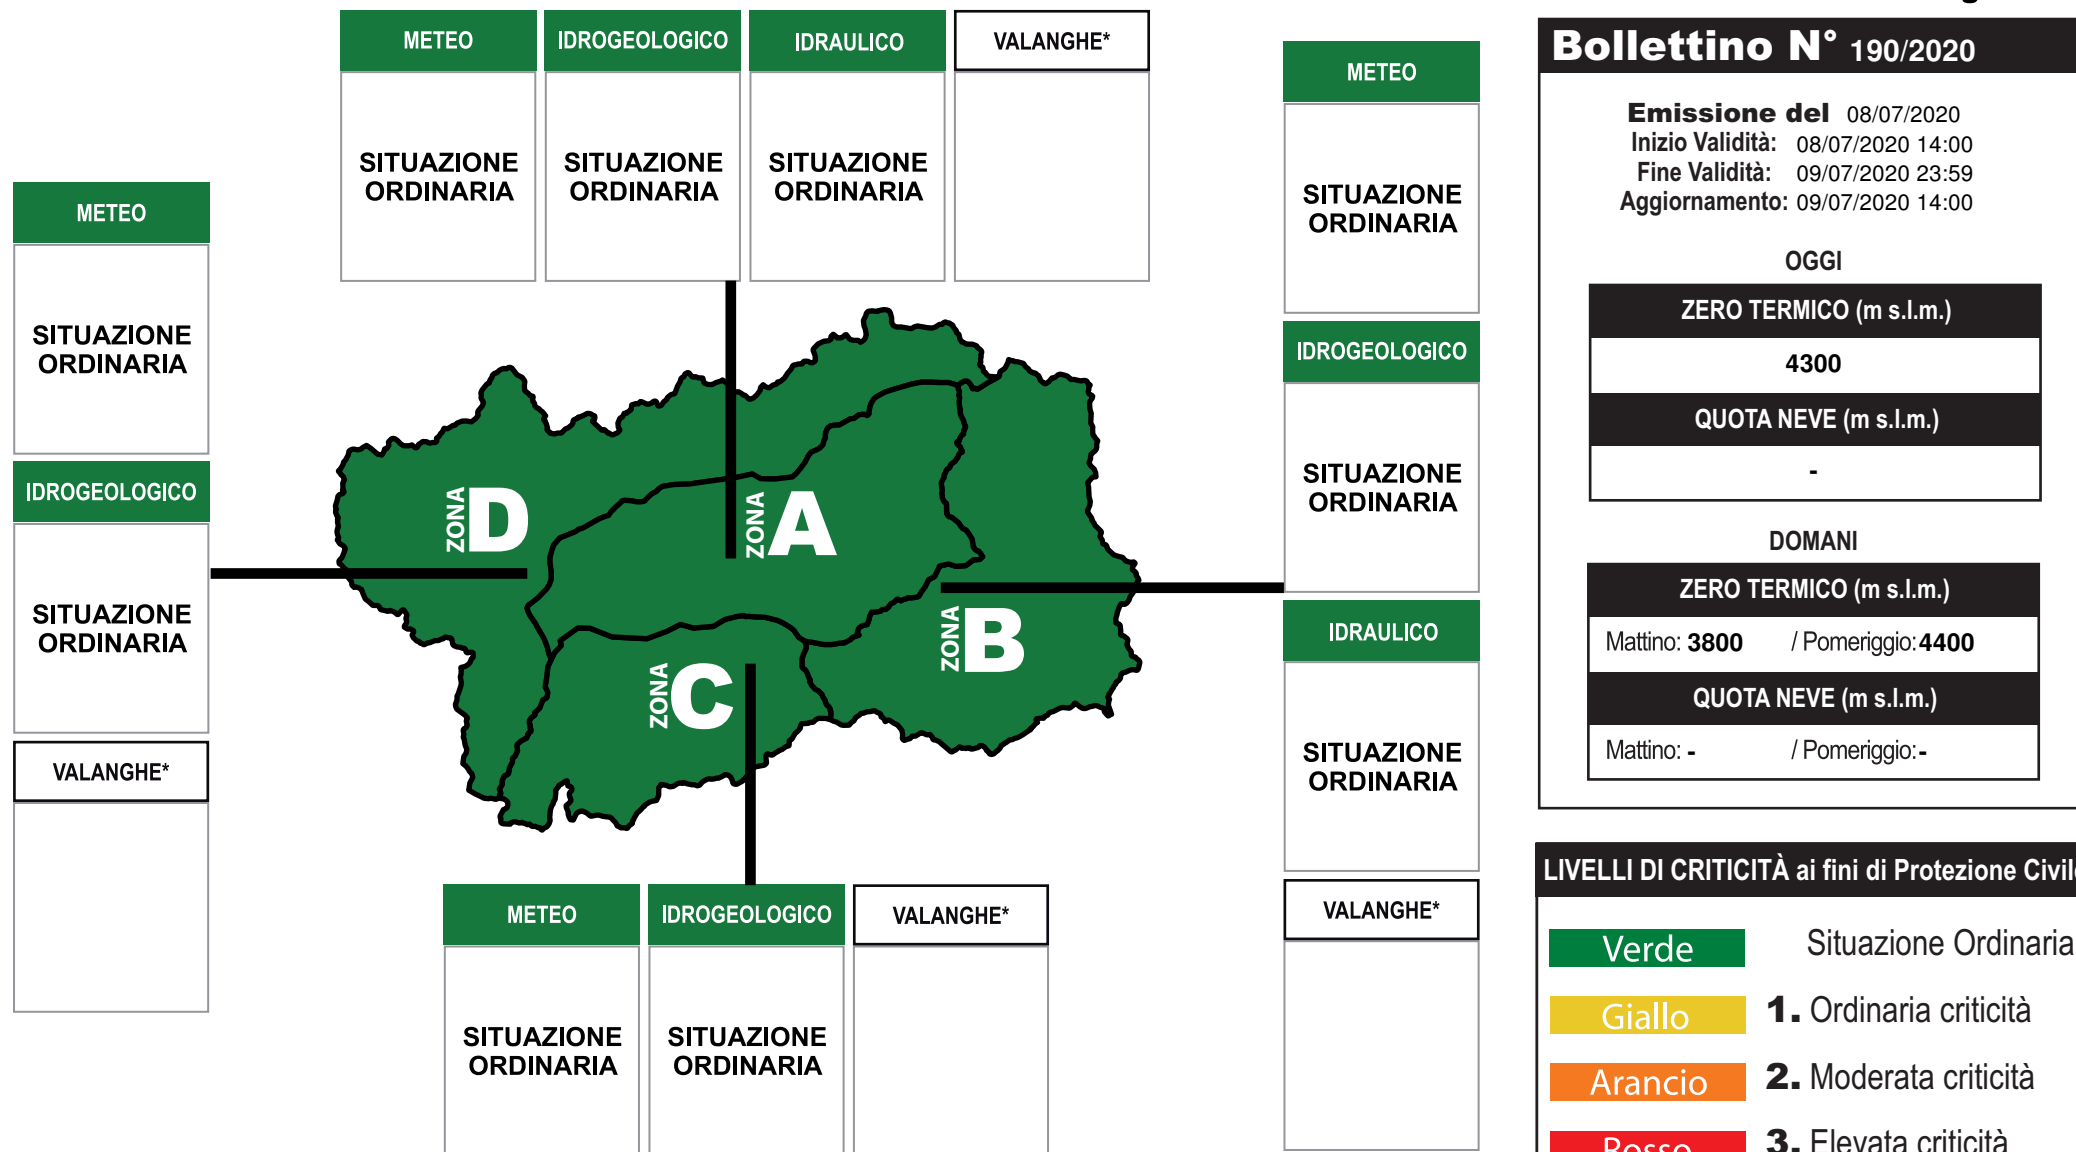 METEO IDROGEOLOGICO IDRAULICO VALANGHE*
SITUAZIONE ORDINARIA
SITUAZIONE ORDINARIA
SITUAZIONE ORDINARIA
METEO
SITUAZIONE
ORDINARIA
IDROGEOLOGICO
SITUAZIONE
ORDINARIA
VALANGHE*
ZONA D
ZONA A
ZONA B
ZONA C
METEO
SITUAZIONE
ORDINARIA
IDROGEOLOGICO
SITUAZIONE
ORDINARIA
IDRAULICO
SITUAZIONE
ORDINARIA
VALANGHE*
METEO IDROGEOLOGICO VALANGHE*
SITUAZIONE ORDINARIA
SITUAZIONE ORDINARIA
Bollettino N° 190/2020
Emissione del 08/07/2020
Inizio Validità: 08/07/2020 14:00
Fine Validità: 09/07/2020 23:59
Aggiornamento: 09/07/2020 14:00
OGGI
ZERO TERMICO (m s.l.m.)
4300
QUOTA NEVE (m s.l.m.)
-
DOMANI
ZERO TERMICO (m s.l.m.)
Mattino: 3800 / Pomeriggio: 4400
QUOTA NEVE (m s.l.m.)
Mattino: - / Pomeriggio: -
LIVELLI DI CRITICITÀ ai fini di Protezione Civile
Verde Situazione Ordinaria
Giallo 1. Ordinaria criticità
Arancio 2. Moderata criticità
Rosso 3. Elevata criticità